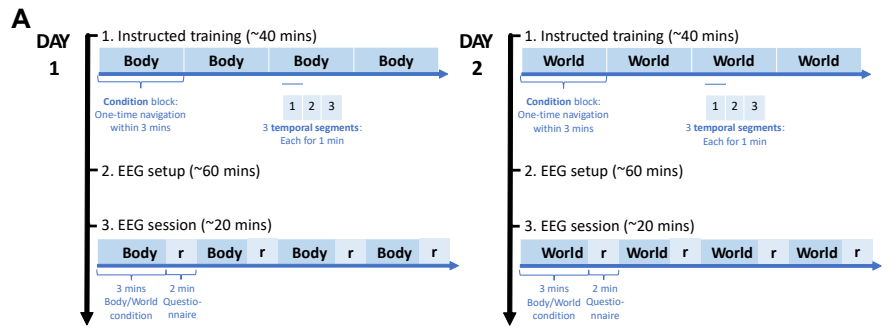 A
DAY
1
1. Instructed training (~40 mins)
Body Body Body Body
Condition block:
One-time navigation
within 3 mins
1 2 3
3 temporal segments:
Each for 1 min
2. EEG setup (~60 mins)
3. EEG session (~20 mins)
Body r Body r Body r Body r
3 mins
Body/World
condition
2 min
Questio-
nnaire
DAY
2
1. Instructed training (~40 mins)
World World World World
Condition block:
One-time navigation
within 3 mins
1 2 3
3 temporal segments:
Each for 1 min
2. EEG setup (~60 mins)
3. EEG session (~20 mins)
World r World r World r World r
3 mins
Body/World
condition
2 min
Questio-
nnaire